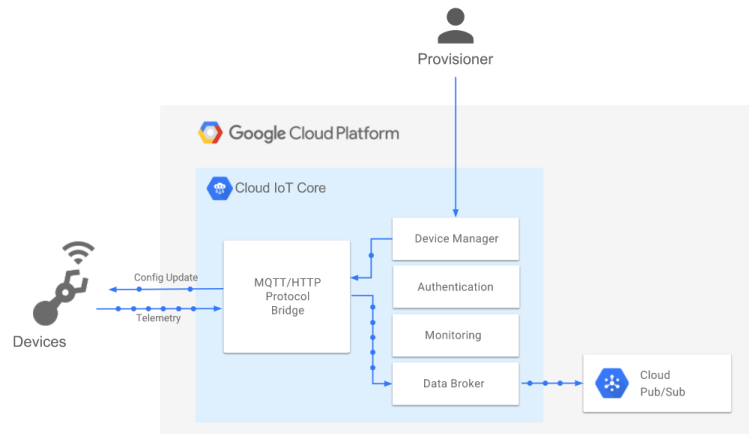 Provisioner
Google Cloud Platform
Cloud IoT Core
Device Manager
Config Update
MQTT/HTTP
Protocol
Bridge
Authentication
Telemetry
Devices
Monitoring
Data Broker
Cloud
Pub/Sub